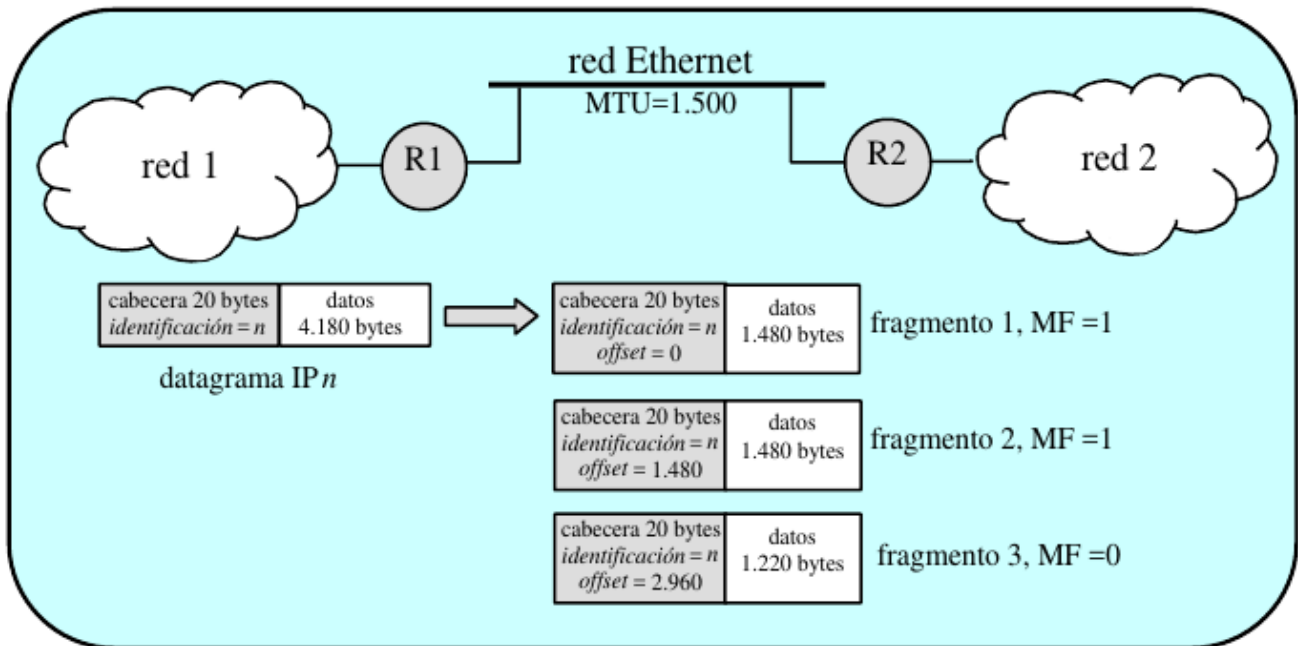 red Ethernet
MTU=1.500
red 1
R1
R2
red 2
cabecera 20 bytes
identificación = n
datos
4.180 bytes
datagrama IP n
cabecera 20 bytes
identificación = n
offset = 0
datos
1.480 bytes
fragmento 1, MF =1
cabecera 20 bytes
identificación = n
offset = 1.480
datos
1.480 bytes
fragmento 2, MF =1
cabecera 20 bytes
identificación = n
offset = 2.960
datos
1.220 bytes
fragmento 3, MF =0